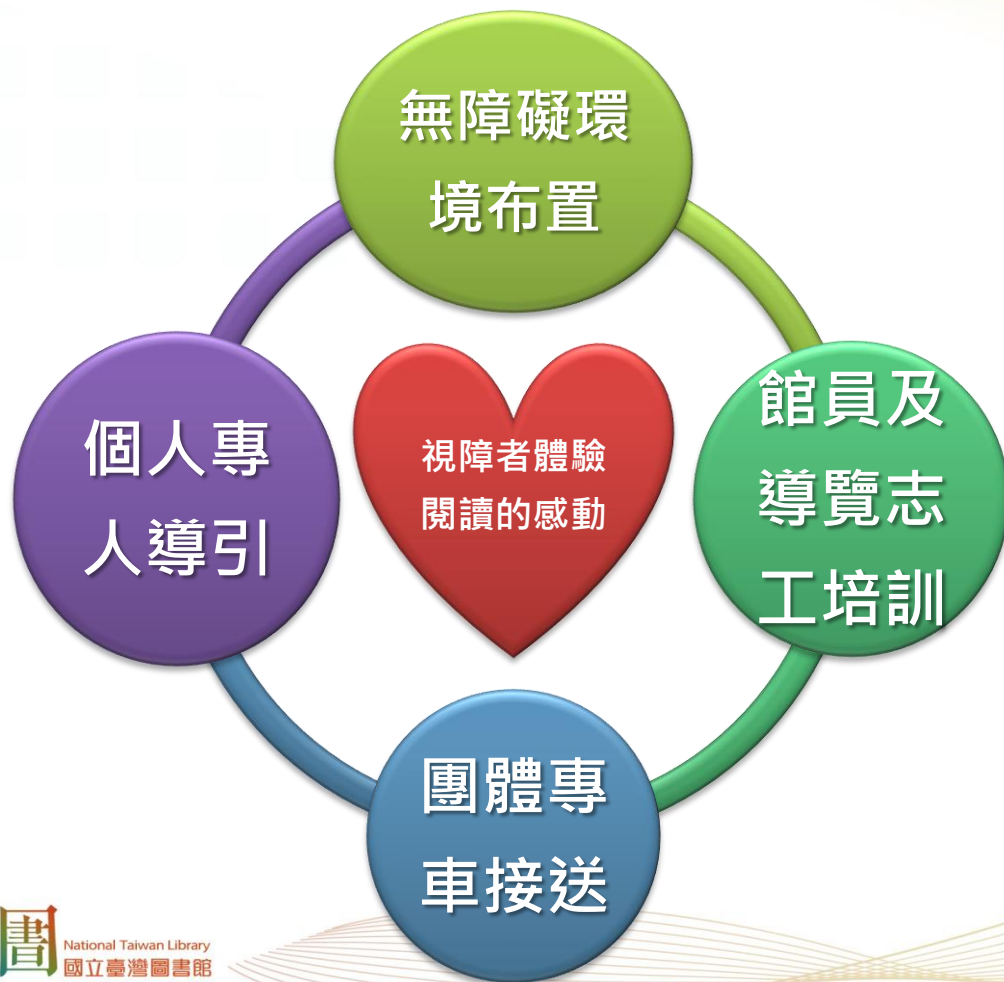 無障礙環
境布置
個人專
人導引
視障者體驗
閱讀的感動
館員及
導覽志
工培訓
團體專
車接送
圖
National Taiwan Library
國立臺灣圖書館